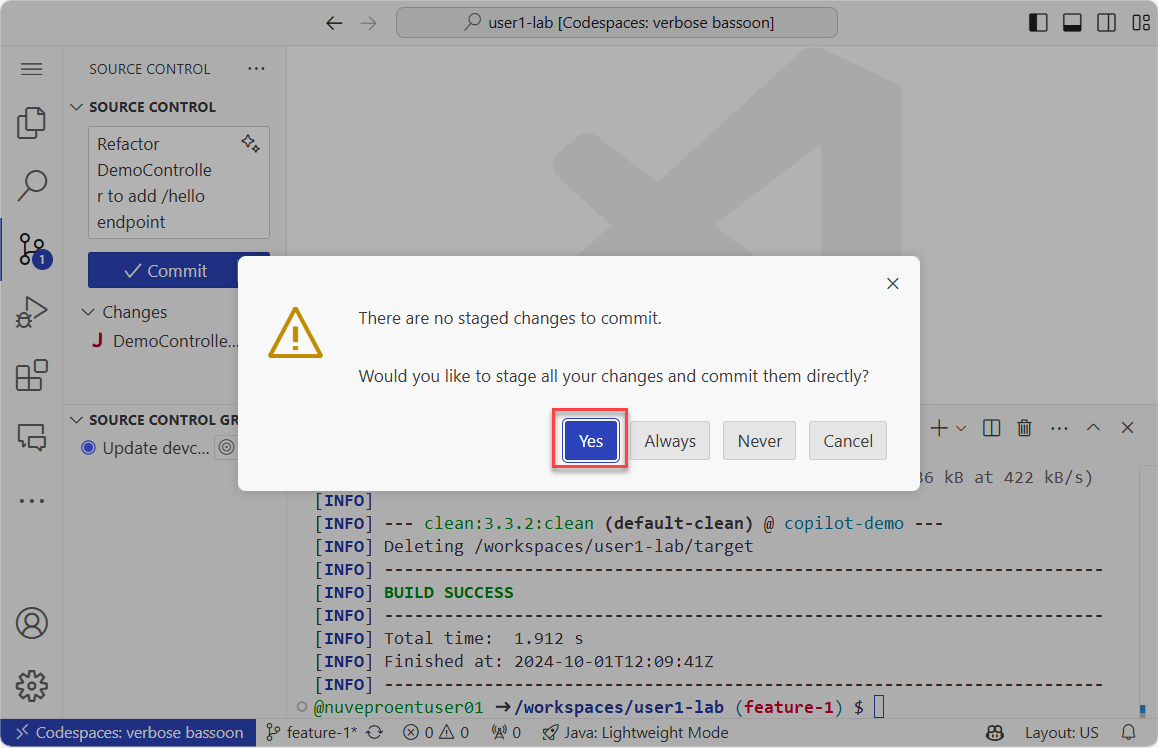 user1-lab [Codespaces: verbose bassoon]
SOURCE CONTROL
SOURCE CONTROL
Refactor
DemoControlle
r to add /hello
endpoint
Commit
1
Changes
J DemoControlle...
SOURCE CONTROL GR
Update devc...
There are no staged changes to commit.
Would you like to stage all your changes and commit them directly?
Yes
Always
Never
Cancel
kB at 422 kB/s)
[INFO]
[INFO] --- clean:3.3.2:clean (default-clean) @ copilot-demo ---
[INFO] Deleting /workspaces/user1-lab/target
[INFO] ------------------------------------------------------------------------
[INFO] BUILD SUCCESS
[INFO] ------------------------------------------------------------------------
[INFO] Total time:  1.912 s
[INFO] Finished at: 2024-10-01T12:09:41Z
[INFO] ------------------------------------------------------------------------
@nuveproentuser01 ➜/workspaces/user1-lab (feature-1) $
Codespaces: verbose bassoon
feature-1*
0
0
0
Java: Lightweight Mode
Layout: US